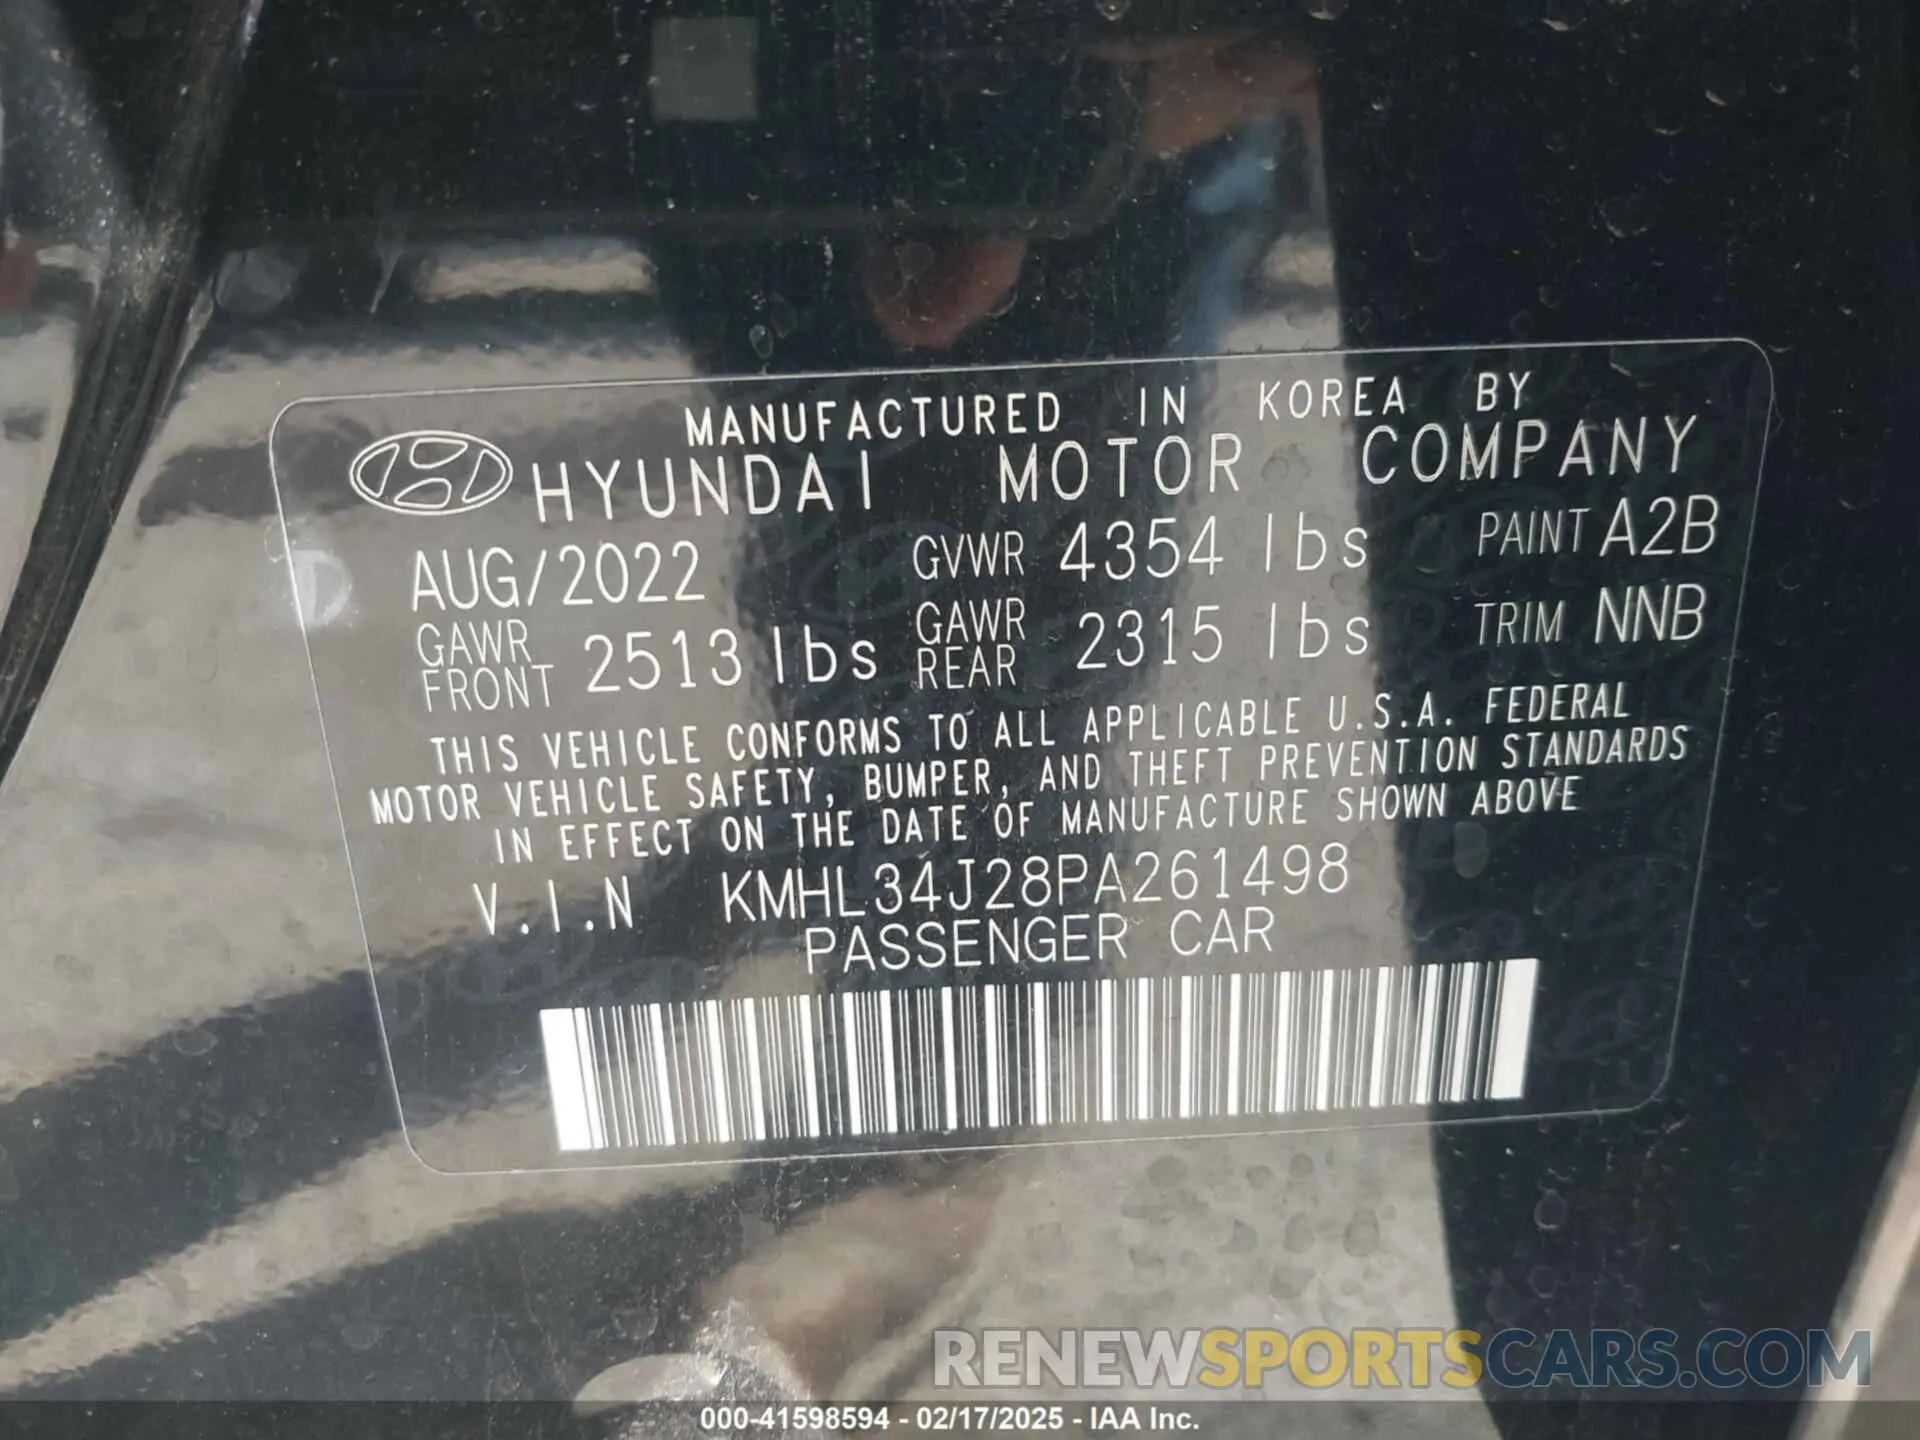 MANUFACTURED IN KOREA BY
HYUNDAI MOTOR COMPANY
AUG/2022 GVWR 4354 lbs PAINT A2B
GAWR FRONT 2513 lbs GAWR REAR 2315 lbs TRIM NNB
THIS VEHICLE CONFORMS TO ALL APPLICABLE U.S.A. FEDERAL
MOTOR VEHICLE SAFETY, BUMPER, AND THEFT PREVENTION STANDARDS
IN EFFECT ON THE DATE OF MANUFACTURE SHOWN ABOVE
V.I.N KMHL34J28PA261498
PASSENGER CAR
RENEWSPORTSCARS.COM
000-41598594 - 02/17/2025 - IAA Inc.